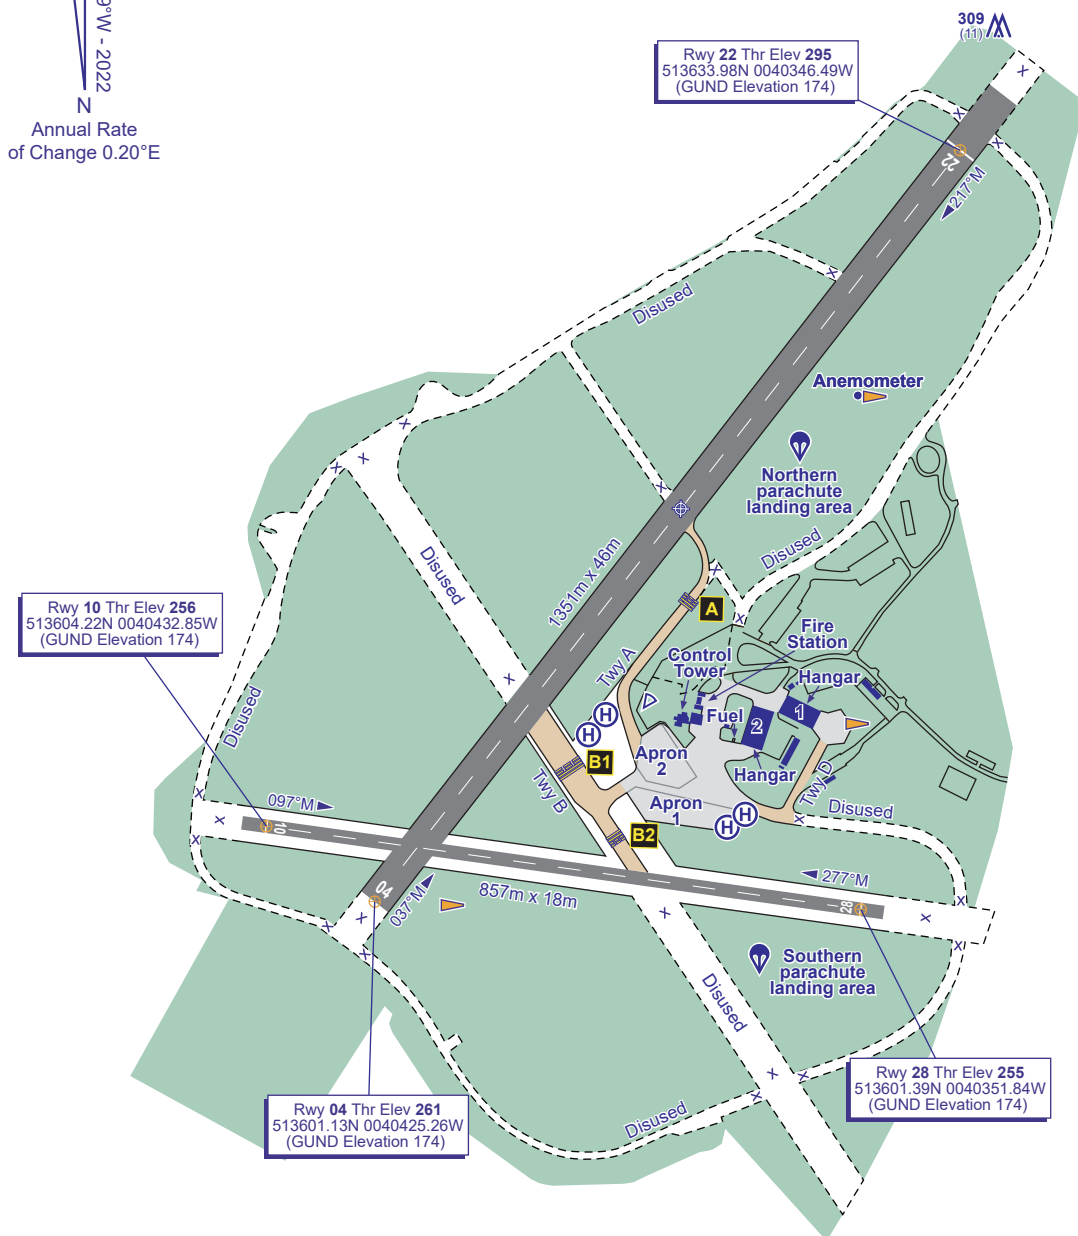 9°W - 2022
N
Annual Rate
of Change 0.20°E
309
(11)
Rwy 22 Thr Elev 295
513633.98N 0040346.49W
(GUND Elevation 174)
x
x
x
22
217°M
x
Disused
Anemometer
x
x
x
Northern
parachute
landing area
x
Disused
1351m x 46m
Disused
x
A
x
Rwy 10 Thr Elev 256
513604.22N 0040432.85W
(GUND Elevation 174)
Fire
Station
Control
Tower
Twy A
Hangar
x
Disused
H
H
Fuel
1
2
B1
Apron
2
Hangar
Twy B
Twy D
097°M
x
x
10
Apron
1
H
H
x
Disused
B2
x
04
037°M
857m x 18m
277°M
28
x
x
x
x
x
x
x
Southern
parachute
landing area
Disused
Rwy 28 Thr Elev 255
513601.39N 0040351.84W
(GUND Elevation 174)
x
x
x
Rwy 04 Thr Elev 261
513601.13N 0040425.26W
(GUND Elevation 174)
Disused